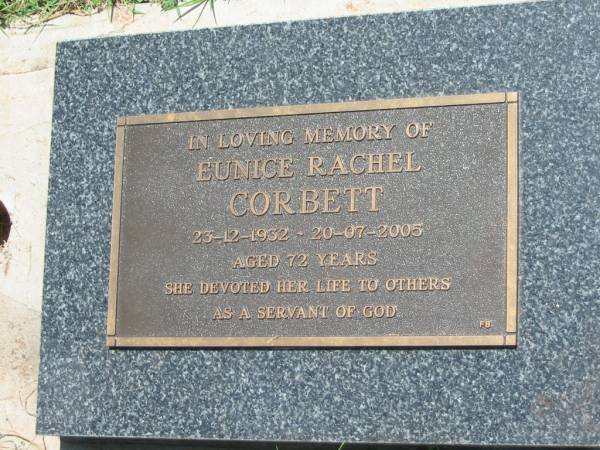 IN LOVING MEMORY OF
EUNICE RACHEL
CORBETT
23-12-1932 - 20-07-2005
AGED 72 YEARS
SHE DEVOTED HER LIFE TO OTHERS
AS A SERVANT OF GOD
FB